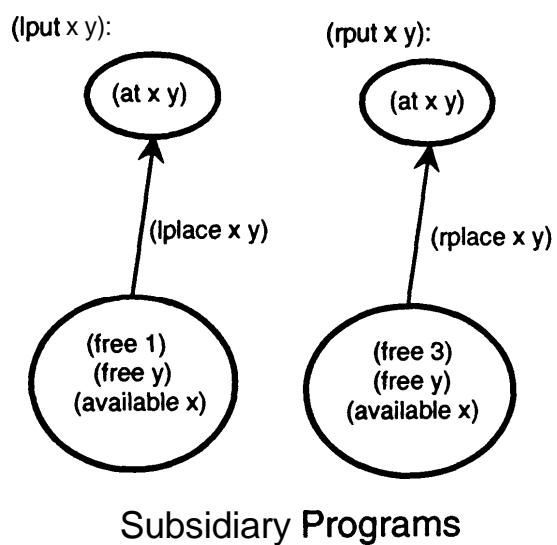 (lput x y):
(at x y)
(lplace x y)
(free 1)
(free y)
(available x)
(rput x y):
(at x y)
(rplace x y)
(free 3)
(free y)
(available x)
Subsidiary Programs